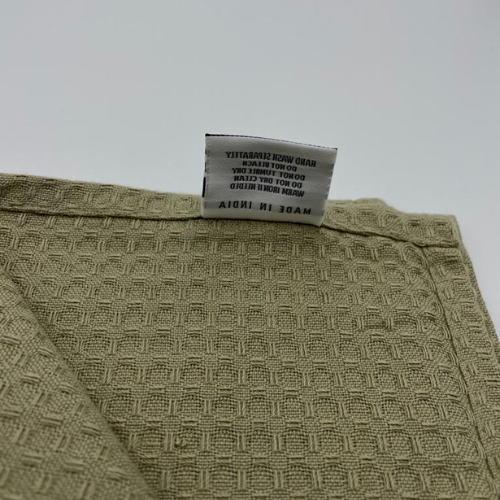 HAND WASH SEPARATELY
DO NOT BLEACH
DO NOT TUMBLE DRY
DO NOT DRY CLEAN
WARM IRON IF NEEDED
MADE IN INDIA